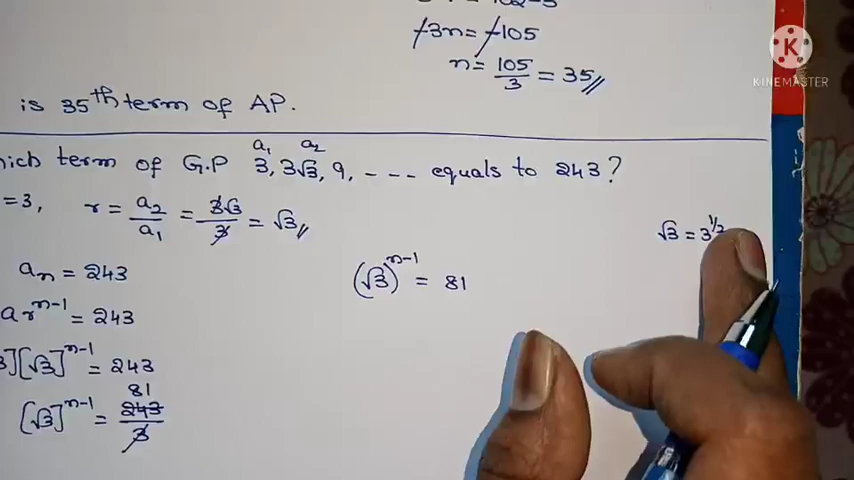 -3n = -105
n = 105/3 = 35//
KINEMASTER
is 35th term of AP.
a1 a2
term of G.P 3, 3√3, 9, - - - - equals to 243?
=3, r = a2/a1 = 3√3/3 = √3//
√3 = 3^1/2
an = 243
(√3)^n-1 = 81
ar^n-1 = 243
][√3]^n-1 = 243
81
[√3]^n-1 = 243/3